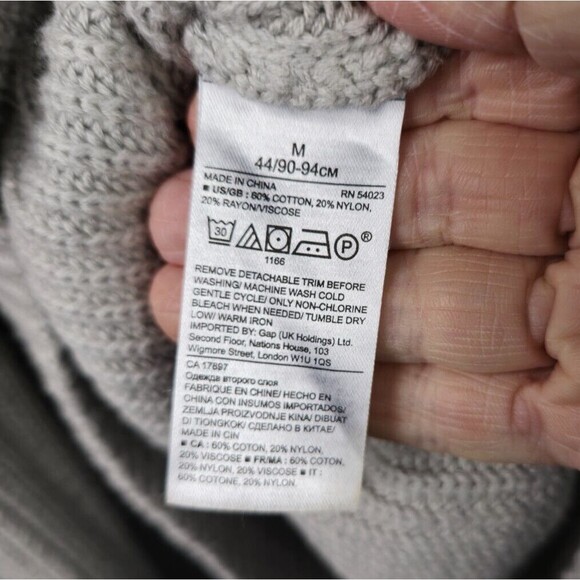 M
44/90-94CM
MADE IN CHINA RN 54023
■ US/GB : 60% COTTON, 20% NYLON,
20% RAYON/VISCOSE
30 P ®
1166
REMOVE DETACHABLE TRIM BEFORE
WASHING/ MACHINE WASH COLD
GENTLE CYCLE/ ONLY NON-CHLORINE
BLEACH WHEN NEEDED/ TUMBLE DRY
LOW/ WARM IRON
IMPORTED BY: Gap (UK Holdings) Ltd.
Second Floor, Nations House, 103
Wigmore Street, London W1U 1QS
CA 17897
Одежда второго слоя
FABRIQUE EN CHINE/ HECHO EN
CHINA CON INSUMOS IMPORTADOS/
ZEMLJA PROIZVODNJE KINA/ DIBUAT
DI TIONGKOK/ СДЕЛАНО В КИТАЕ/
MADE IN CIN
■ CA : 60% COTON, 20% NYLON,
20% VISCOSE ■ FR/MA : 60% COTON,
20% NYLON, 20% VISCOSE ■ IT :
60% COTONE, 20% NYLON,